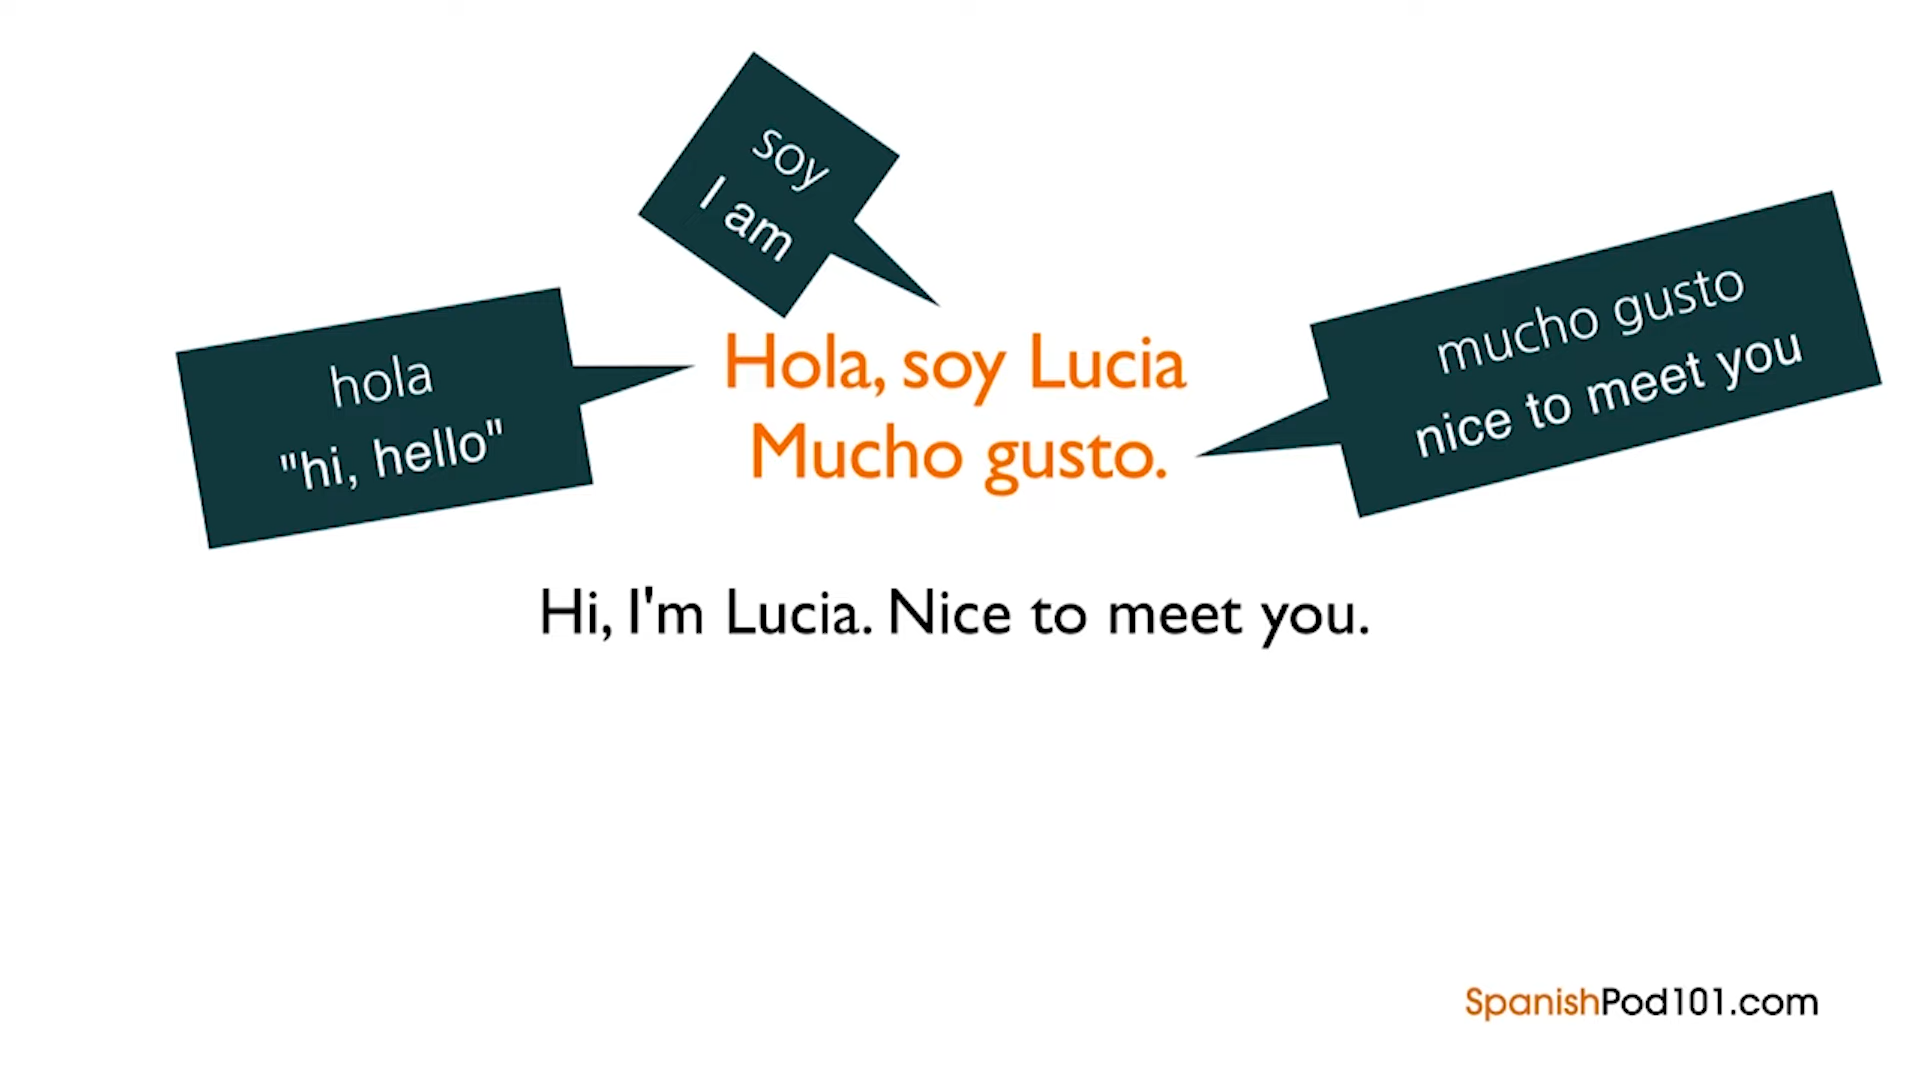 soy
I am
hola
"hi, hello"
mucho gusto
nice to meet you
Hola, soy Lucia
Mucho gusto.
Hi, I'm Lucia. Nice to meet you.
SpanishPod101.com